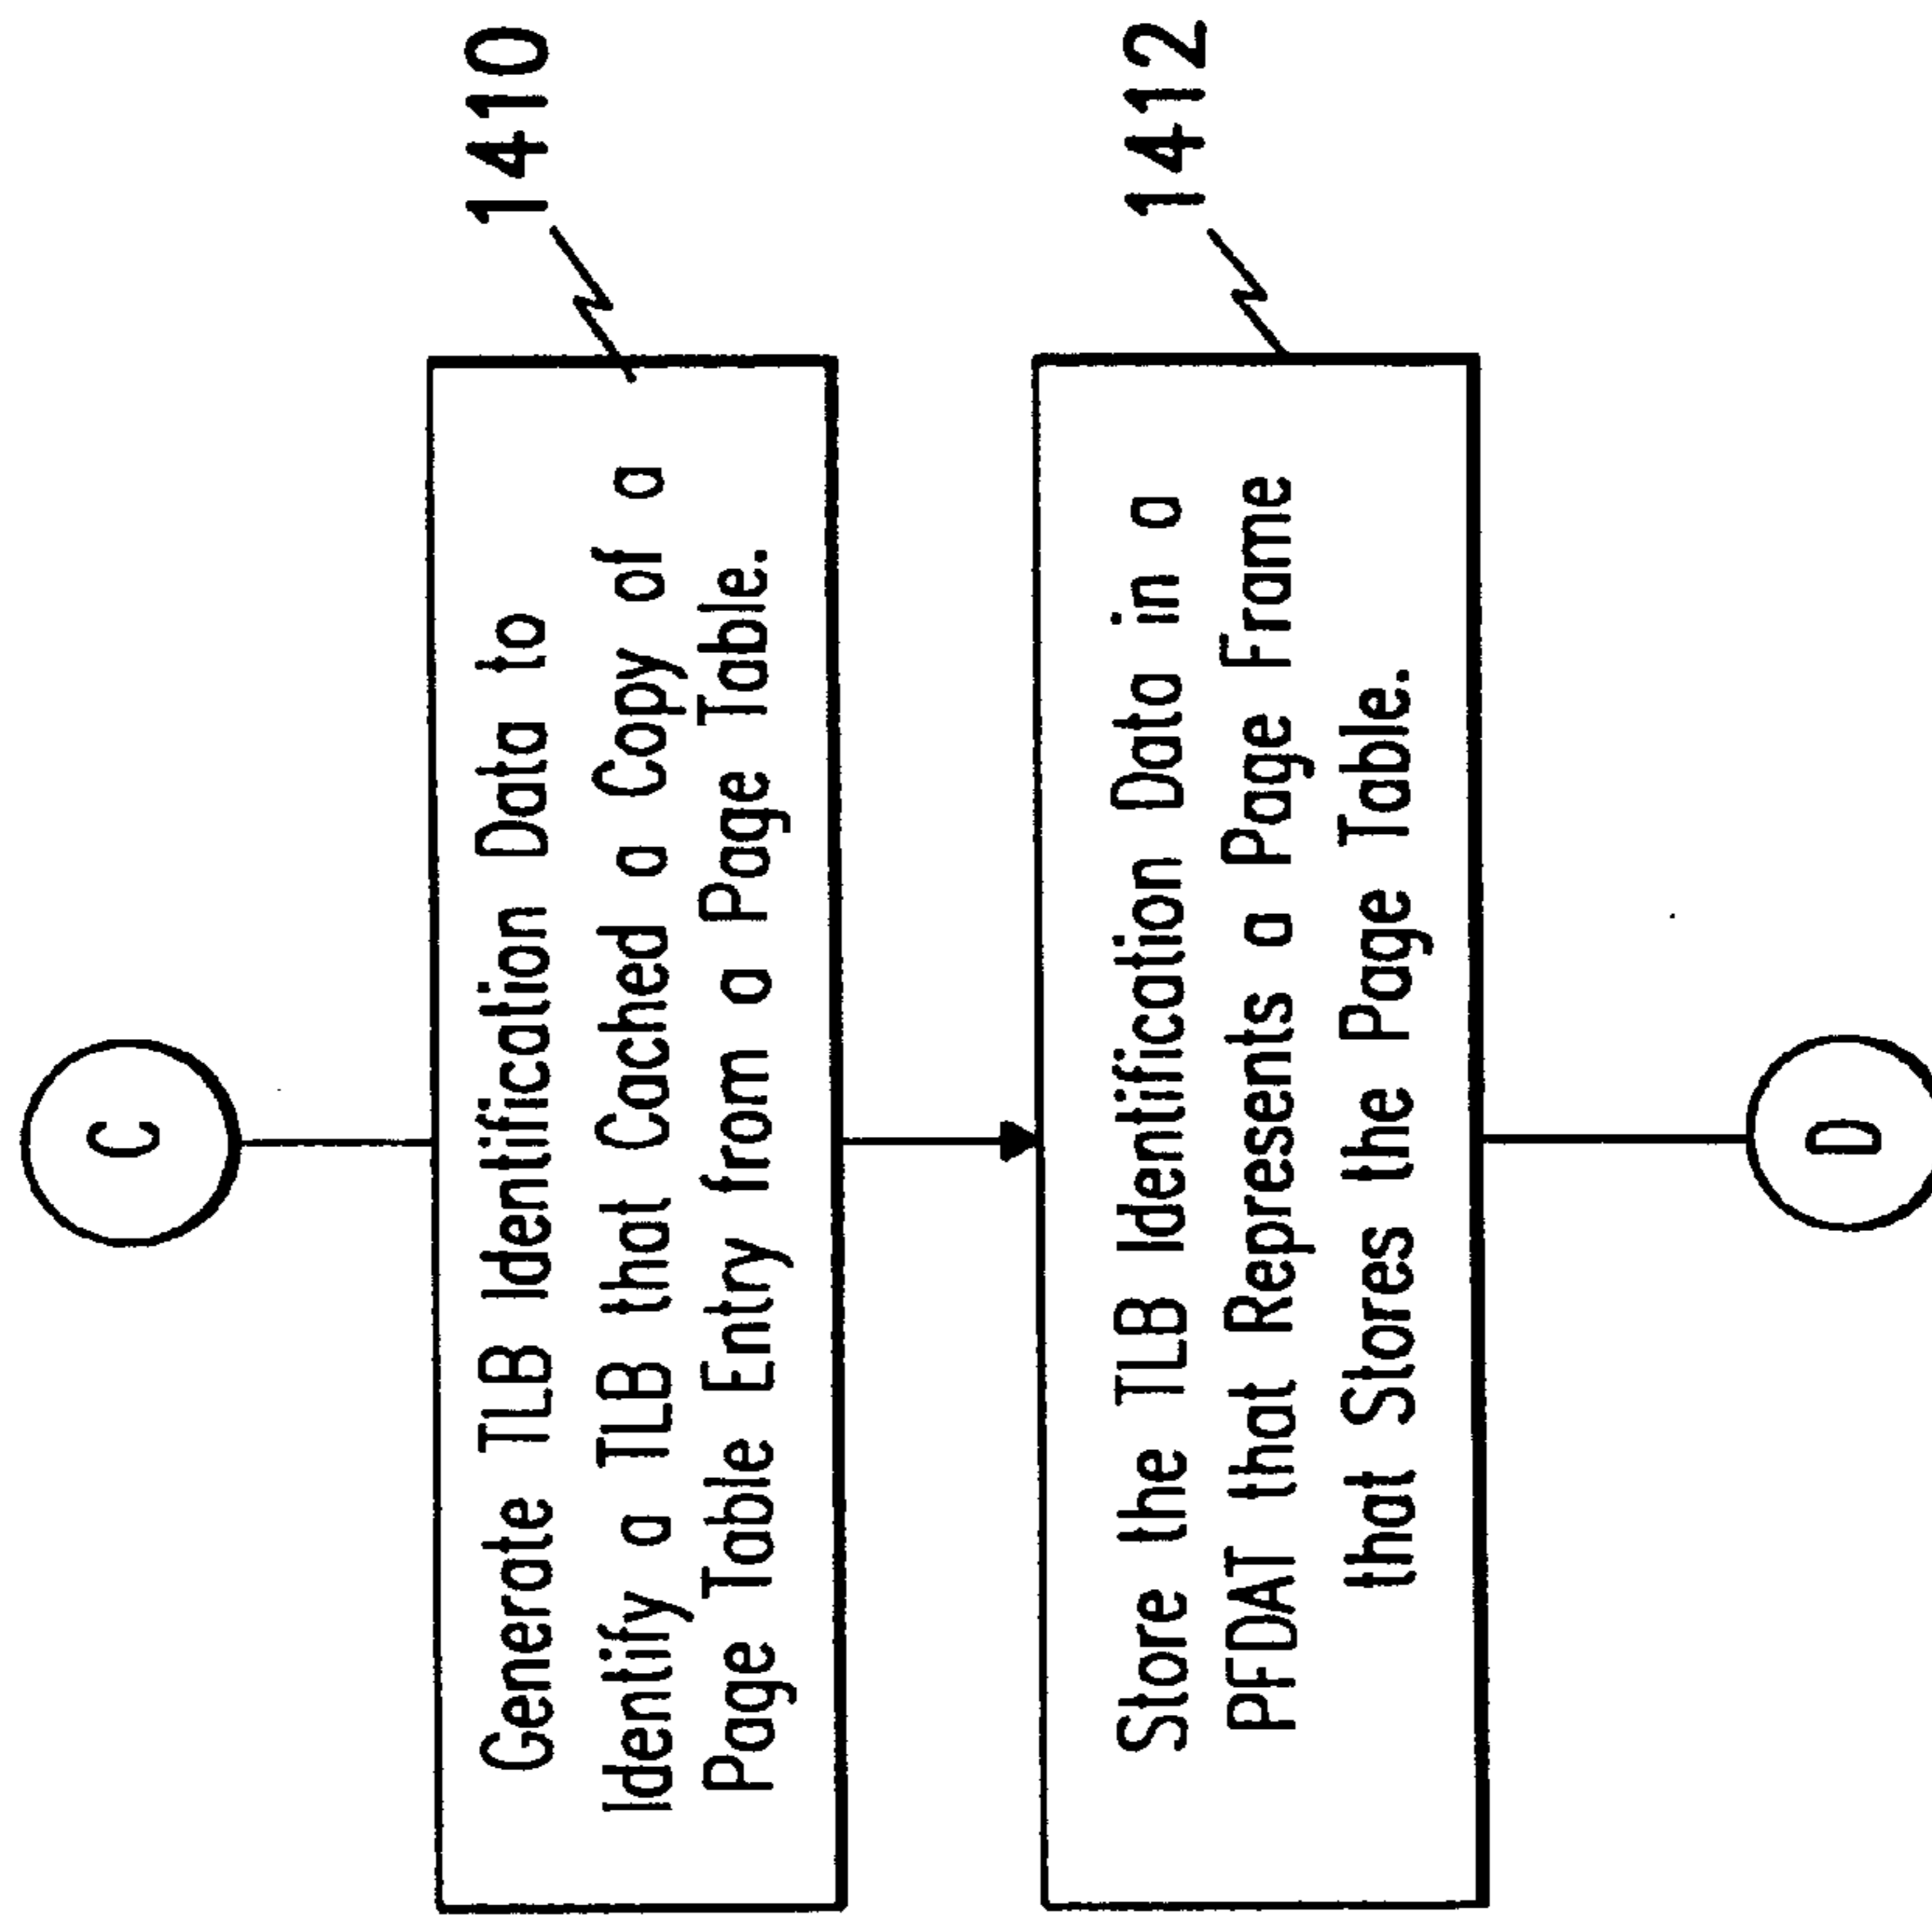 C
1410
Generate TLB Identification Data to
Identify a TLB that Cached a Copy of a
Page Table Entry from a Page Table.
1412
Store the TLB Identification Data in a
PFDAT that Represents a Page Frame
that Stores the Page Table.
D